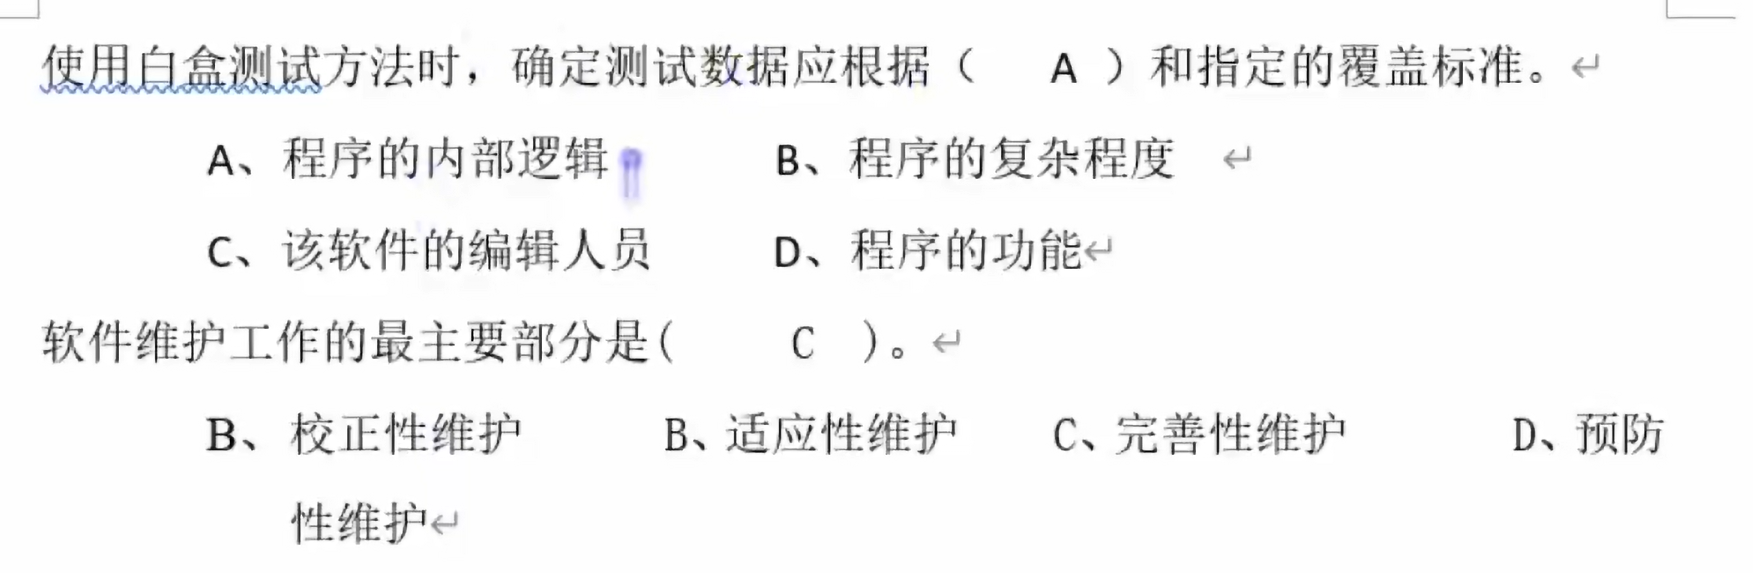 使用白盒测试方法时，确定测试数据应根据（ A ）和指定的覆盖标准。
A、程序的内部逻辑 B、程序的复杂程度
C、该软件的编辑人员 D、程序的功能
软件维护工作的最主要部分是( C )。
B、校正性维护 B、适应性维护 C、完善性维护 D、预防
性维护